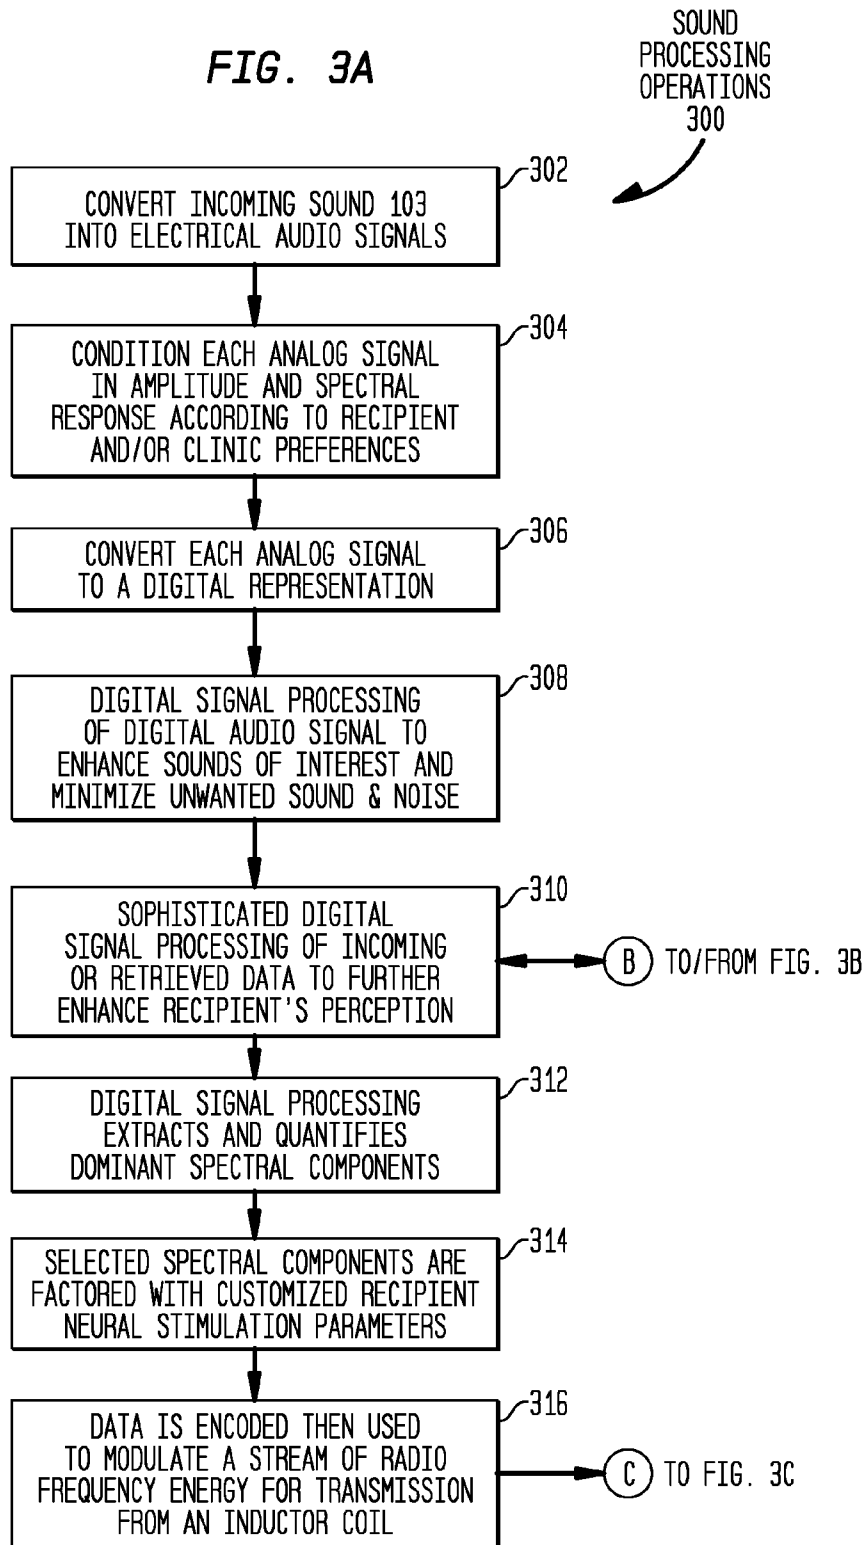 FIG. 3A
SOUND
PROCESSING
OPERATIONS
300
302
CONVERT INCOMING SOUND 103
INTO ELECTRICAL AUDIO SIGNALS
304
CONDITION EACH ANALOG SIGNAL
IN AMPLITUDE AND SPECTRAL
RESPONSE ACCORDING TO RECIPIENT
AND/OR CLINIC PREFERENCES
306
CONVERT EACH ANALOG SIGNAL
TO A DIGITAL REPRESENTATION
308
DIGITAL SIGNAL PROCESSING
OF DIGITAL AUDIO SIGNAL TO
ENHANCE SOUNDS OF INTEREST AND
MINIMIZE UNWANTED SOUND & NOISE
310
SOPHISTICATED DIGITAL
SIGNAL PROCESSING OF INCOMING
OR RETRIEVED DATA TO FURTHER
ENHANCE RECIPIENT'S PERCEPTION
B TO/FROM FIG. 3B
312
DIGITAL SIGNAL PROCESSING
EXTRACTS AND QUANTIFIES
DOMINANT SPECTRAL COMPONENTS
314
SELECTED SPECTRAL COMPONENTS ARE
FACTORED WITH CUSTOMIZED RECIPIENT
NEURAL STIMULATION PARAMETERS
316
DATA IS ENCODED THEN USED
TO MODULATE A STREAM OF RADIO
FREQUENCY ENERGY FOR TRANSMISSION
FROM AN INDUCTOR COIL
C TO FIG. 3C